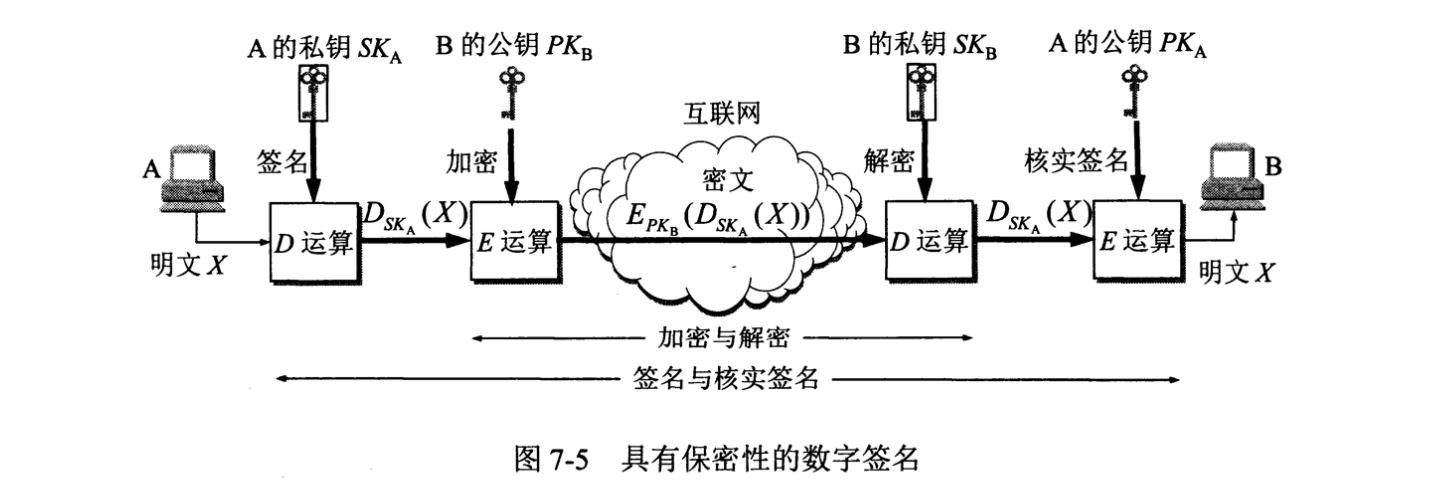 A 的私钥 SK_A B 的公钥 PK_B B 的私钥 SK_B A 的公钥 PK_A
互联网
签名 加密 密文 解密 核实签名
A B
D_{SK_A}(X) E_{PK_B}(D_{SK_A}(X)) D_{SK_A}(X)
D 运算 E 运算 D 运算 E 运算
明文 X 明文 X
加密与解密
签名与核实签名
图 7-5 具有保密性的数字签名